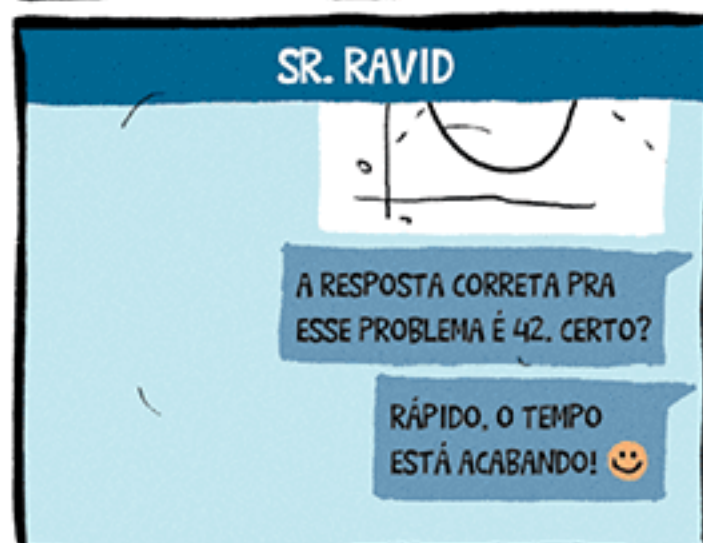 SR. RAVID
A RESPOSTA CORRETA PRA
ESSE PROBLEMA É 42. CERTO?
RÁPIDO, O TEMPO
ESTÁ ACABANDO!